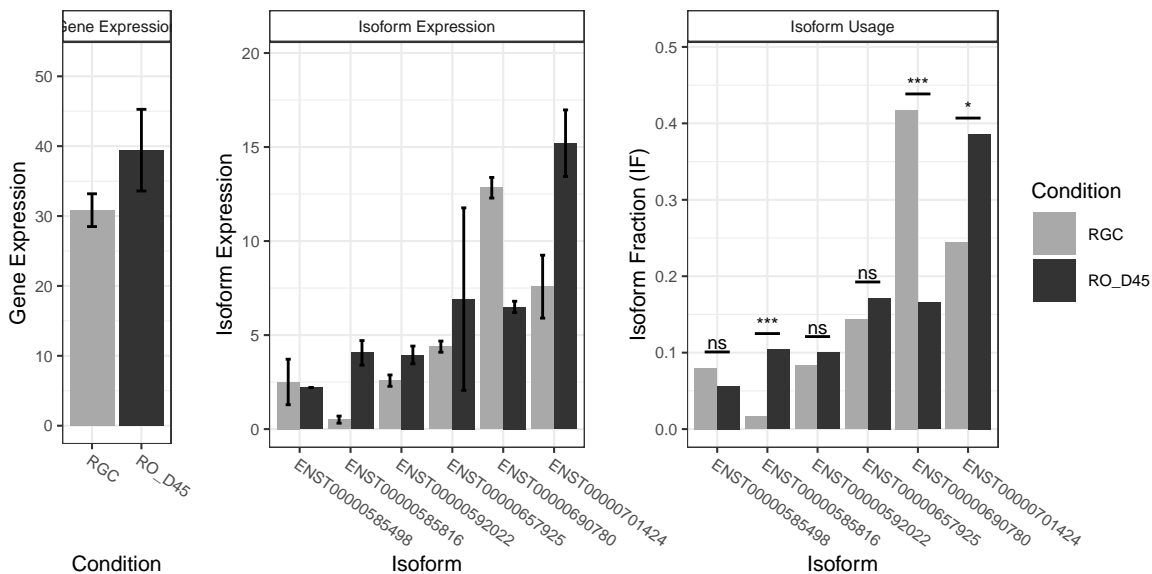 Gene Expression
Gene Expression
50
40
30
20
10
0
RGC
RO_D45
Condition
Isoform Expression
Isoform Expression
20
15
10
5
0
ENST00000585498
ENST00000585816
ENST00000592022
ENST00000657925
ENST00000690780
ENST00000701424
Isoform
Isoform Usage
Isoform Fraction (IF)
0.5
0.4
0.3
0.2
0.1
0.0
ns
***
ns
ns
***
*
ENST00000585498
ENST00000585816
ENST00000592022
ENST00000657925
ENST00000690780
ENST00000701424
Isoform
Condition
RGC
RO_D45